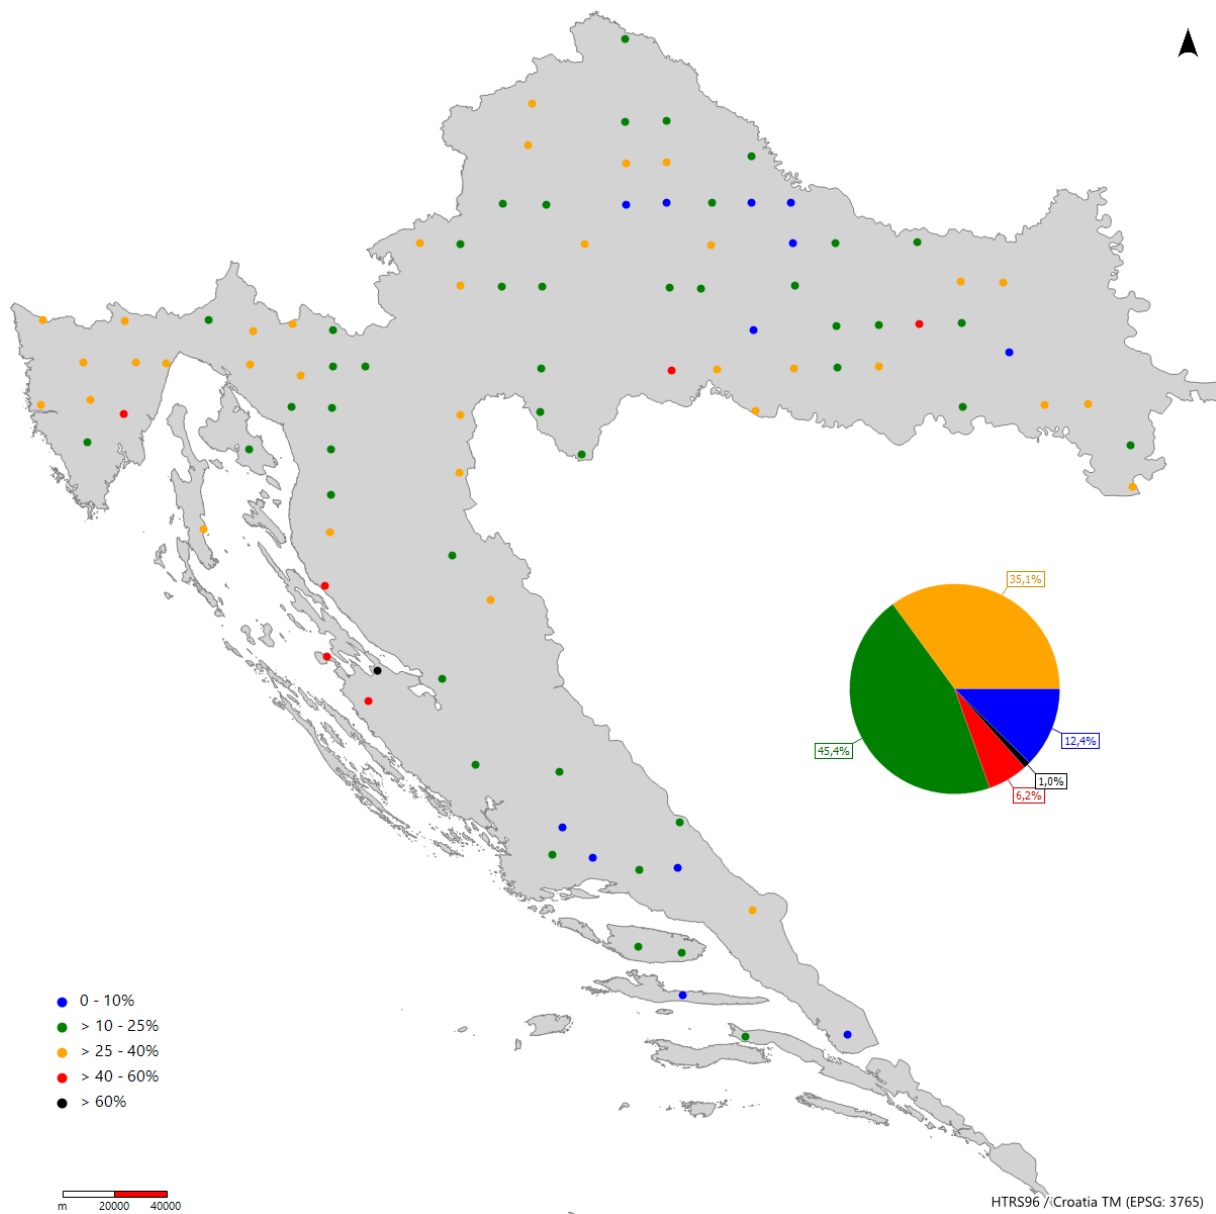 35,1%
12,4%
45,4%
1,0%
6,2%
0 - 10%
> 10 - 25%
> 25 - 40%
> 40 - 60%
> 60%
m 20000 40000
HTRS96 / Croatia TM (EPSG: 3765)